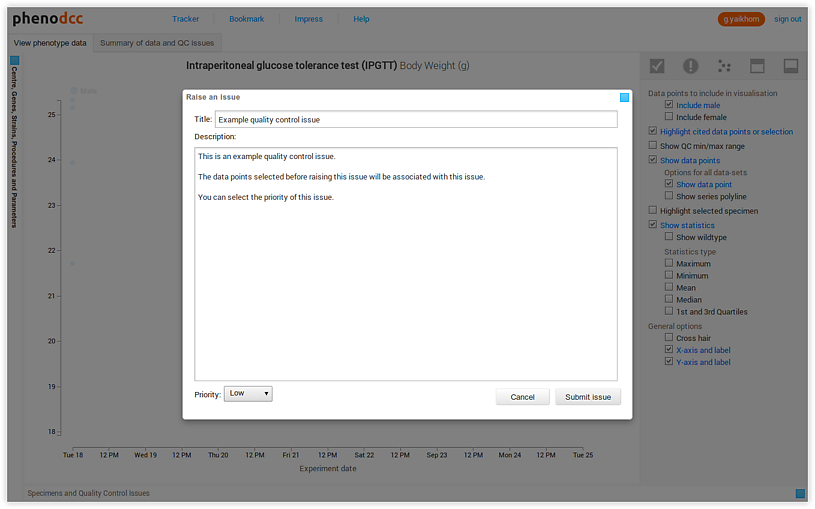 phenodcc
Tracker
Bookmark
Impress
Help
g.yaikhom
sign out
View phenotype data
Summary of data and QC issues
Centre, Genes, Strains, Procedures and Parameters
Intraperitoneal glucose tolerance test (IPGTT) Body Weight (g)
Male
25
24
23
22
21
20
19
18
Tue 18
12 PM
Wed 19
12 PM
Thu 20
12 PM
Fri 21
12 PM
Sat 22
12 PM
Sep 23
12 PM
Mon 24
12 PM
Tue 25
Experiment date
Raise an issue
Title:
Example quality control issue
Description:
This is an example quality control issue.
The data points selected before raising this issue will be associated with this issue.
You can select the priority of this issue.
Priority:
Low
Cancel
Submit issue
Data points to include in visualisation
Include male
Include female
Highlight cited data points or selection
Show QC min/max range
Show data points
Options for all data-sets
Show data point
Show series polyline
Highlight selected specimen
Show statistics
Show wildtype
Statistics type
Maximum
Minimum
Mean
Median
1st and 3rd Quartiles
General options
Cross hair
X-axis and label
Y-axis and label
Specimens and Quality Control Issues